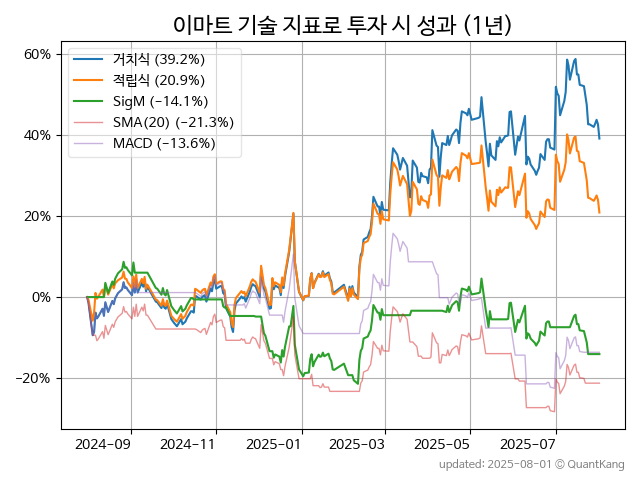 이마트 기술 지표로 투자 시 성과 (1년)
60%
40%
20%
0%
−20%
거치식 (39.2%)
적립식 (20.9%)
SigM (−14.1%)
SMA(20) (−21.3%)
MACD (−13.6%)
2024-09 2024-11 2025-01 2025-03 2025-05 2025-07
updated: 2025-08-01 © QuantKang